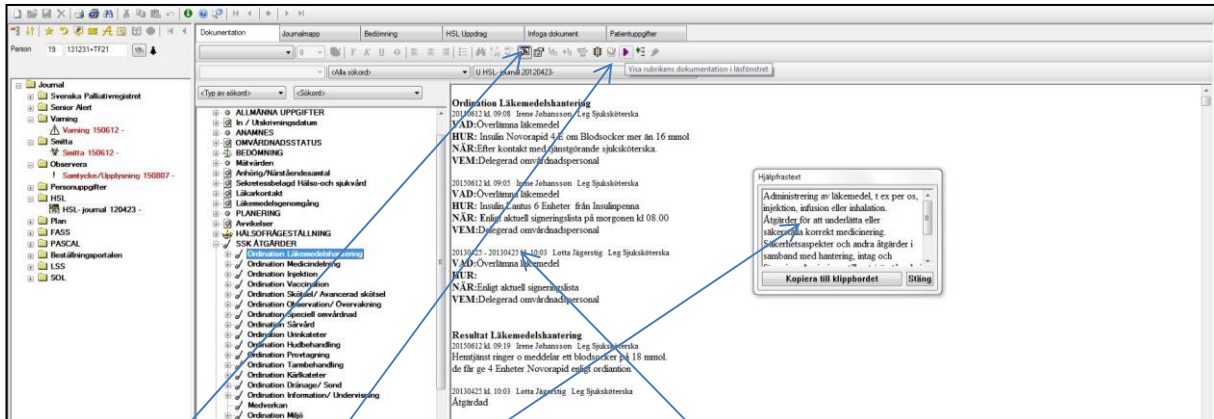 Dokumentation
Journalmapp
Bedömning
HSL Uppdrag
Infoga dokument
Patientuppgifter
Person 19 131231+TF21
F K U
<Alla sökord>
U HSL- journal 20120423-
Visa rubrikens dokumentation i läsfönstret
<Typ av sökord>
<Sökord>
Journal
Svenska Palliativregistret
Senior Alert
Varning
Varning 150612 -
Smitta
Smitta 150612 -
Observera
Samtycke/Upplysning 150807 -
Personuppgifter
HSL
HSL- journal 120423 -
Plan
FASS
PASCAL
Beställningsportalen
LSS
SOL
ALLMÄNNA UPPGIFTER
In / Utskrivningsdatum
ANAMNES
OMVÅRDNADSSTATUS
BEDÖMNING
Mätvärden
Anhörig/Närståendesamtal
Sekretessbelagd Hälso-och sjukvård
Läkarkontakt
Läkemedelsgenomgång
PLANERING
Avvikelser
HÄLSOFRÅGESTÄLLNING
SSK ÅTGÄRDER
Ordination Läkemedelshantering
Ordination Medicindelning
Ordination Injektion
Ordination Vaccination
Ordination Skötsel/ Avancerad skötsel
Ordination Observation/ Övervakning
Ordination Speciell omvårdnad
Ordination Sårvård
Ordination Urinkateter
Ordination Hudbehandling
Ordination Provtagning
Ordination Tarmbehandling
Ordination Kärlkateter
Ordination Dränage/ Sond
Ordination Information/ Undervisning
Medverkan
Ordination Miljö
Ordination Läkemedelshantering
20150612 kl. 09:08 Irene Johansson Leg Sjuksköterska
VAD:Överlämna läkemedel
HUR: Insulin Novorapid 4 E om Blodsocker mer än 16 mmol
NÄR:Efter kontakt med tjänstgörande sjuksköterska.
VEM:Delegerad omvårdnadspersonal
20150612 kl. 09:05 Irene Johansson Leg Sjuksköterska
VAD:Överlämna läkemedel
HUR: Insulin Lantus 6 Enheter från Insulinpenna
NÄR: Enligt aktuell signeringslista på morgonen kl 08.00
VEM:Delegerad omvårdnadspersonal
20130425 - 20130425 kl. 10:03 Lotta Jägerstig Leg Sjuksköterska
VAD:Överlämna läkemedel
HUR:
NÄR:Enligt aktuell signeringslista
VEM:Delegerad omvårdnadspersonal
Resultat Läkemedelshantering
20150612 kl. 09:19 Irene Johansson Leg Sjuksköterska
Hemtjänst ringer o meddelar ett blodsocker på 18 mmol.
de får ge 4 Enheter Novorapid enligt ordiantion
20130425 kl. 10:03 Lotta Jägerstig Leg Sjuksköterska
Åtgärdad
Hjälpfrastext
Administrering av läkemedel, t ex per os,
injektion, infusion eller inhalation.
Åtgärder för att underlätta eller
säkerställa korrekt medicinering.
Säkerhetsaspekter och andra åtgärder i
samband med hantering, intag och
Kopiera till klippbordet
Stäng